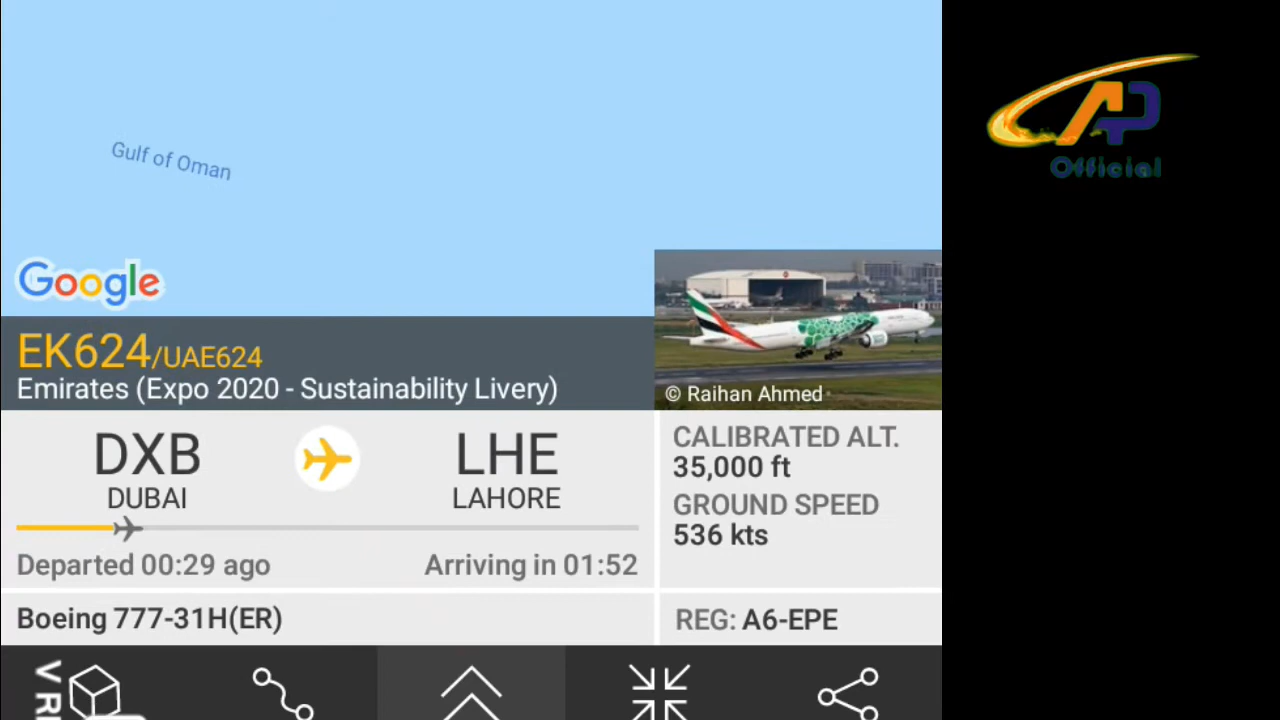 AP
Official
Gulf of Oman
Google
EK624/UAE624
Emirates (Expo 2020 - Sustainability Livery)
© Raihan Ahmed
DXB
DUBAI
LHE
LAHORE
CALIBRATED ALT.
35,000 ft
GROUND SPEED
536 kts
Departed 00:29 ago
Arriving in 01:52
Boeing 777-31H(ER)
REG: A6-EPE